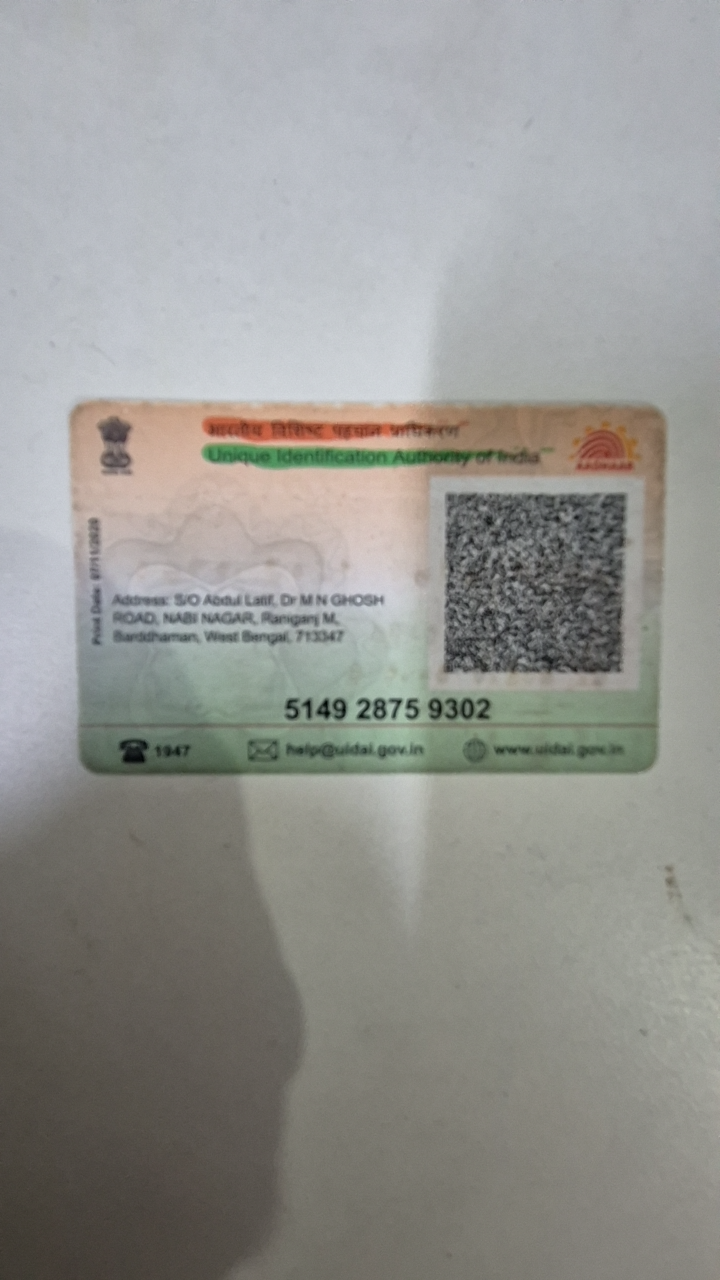 भारतीय विशिष्ट पहचान प्राधिकरण
Unique Identification Authority of India
AADHAAR
Print Date: 07/11/2020
Address: S/O Abdul Latif, Dr M N GHOSH
ROAD, NABI NAGAR, Raniganj M,
Barddhaman, West Bengal, 713347
5149 2875 9302
1947
help@uidai.gov.in
www.uidai.gov.in